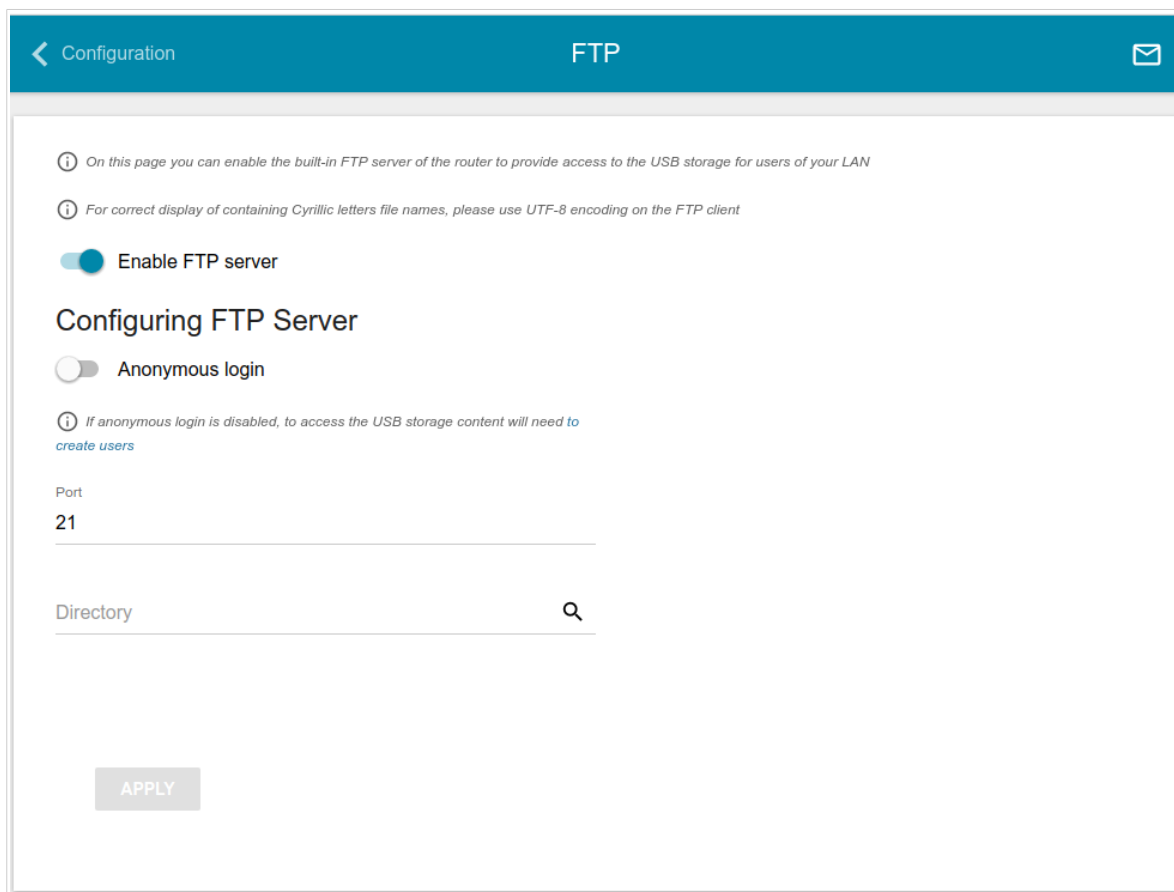 Configuration
FTP
On this page you can enable the built-in FTP server of the router to provide access to the USB storage for users of your LAN
For correct display of containing Cyrillic letters file names, please use UTF-8 encoding on the FTP client
Enable FTP server
Configuring FTP Server
Anonymous login
If anonymous login is disabled, to access the USB storage content will need to
create users
Port
21
Directory
APPLY